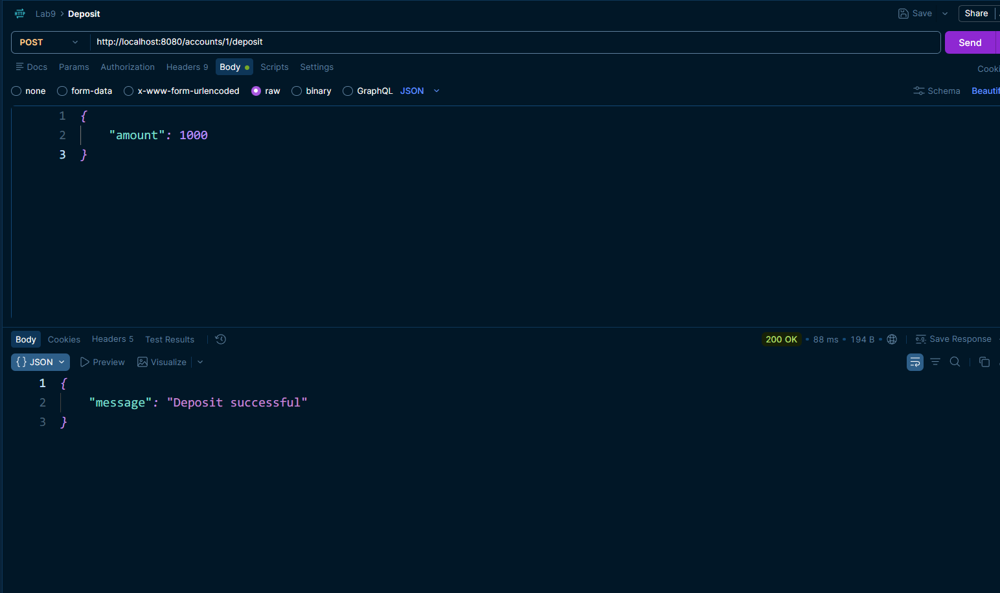 HTTP Lab9 > Deposit Save Share
POST http://localhost:8080/accounts/1/deposit Send
Docs Params Authorization Headers 9 Body Scripts Settings
none form-data x-www-form-urlencoded raw binary GraphQL JSON Schema
1 {
2 "amount": 1000
3 }
Body Cookies Headers 5 Test Results 200 OK • 88 ms • 194 B • e.g. Save Response
{} JSON Preview Visualize
1 {
2 "message": "Deposit successful"
3 }